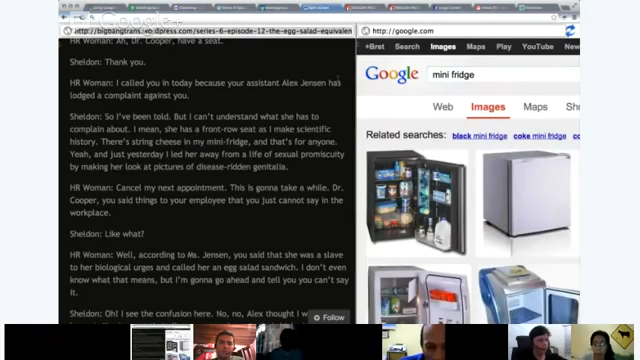 http://bigbangtrans.wordpress.com/series-6-episode-12-the-egg-salad-equivalen
http://google.com
HR Woman: Ah, Dr. Cooper, have a seat.
Sheldon: Thank you.
HR Woman: I called you in today because your assistant Alex Jensen has
lodged a complaint against you.
Sheldon: So I've been told. But I can't understand what she has to
complain about. I mean, she has a front-row seat as I make scientific
history. There's string cheese in my mini-fridge, and that's for anyone.
Yeah, and just yesterday I led her away from a life of sexual promiscuity
by making her look at pictures of disease-ridden genitalia.
HR Woman: Cancel my next appointment. This is gonna take a while. Dr.
Cooper, you said things to your employee that you just cannot say in the
workplace.
Sheldon: Like what?
HR Woman: Well, according to Ms. Jensen, you said that she was a slave
to her biological urges and called her an egg salad sandwich. I don't even
know what that means, but I'm gonna go ahead and tell you you can't say
it.
Sheldon: Oh! I see the confusion here. No, no, Alex thought I w
Follow
+Bret Search Images Mail Maps Play YouTube New
Google mini fridge
Web Images Maps Sho
Related searches: black mini fridge coke mini fridge